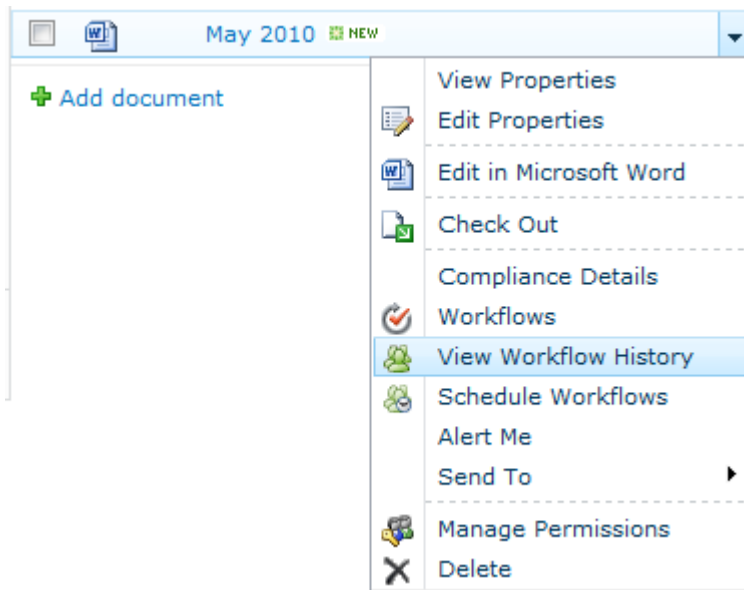 May 2010 NEW
Add document
View Properties
Edit Properties
Edit in Microsoft Word
Check Out
Compliance Details
Workflows
View Workflow History
Schedule Workflows
Alert Me
Send To
Manage Permissions
Delete